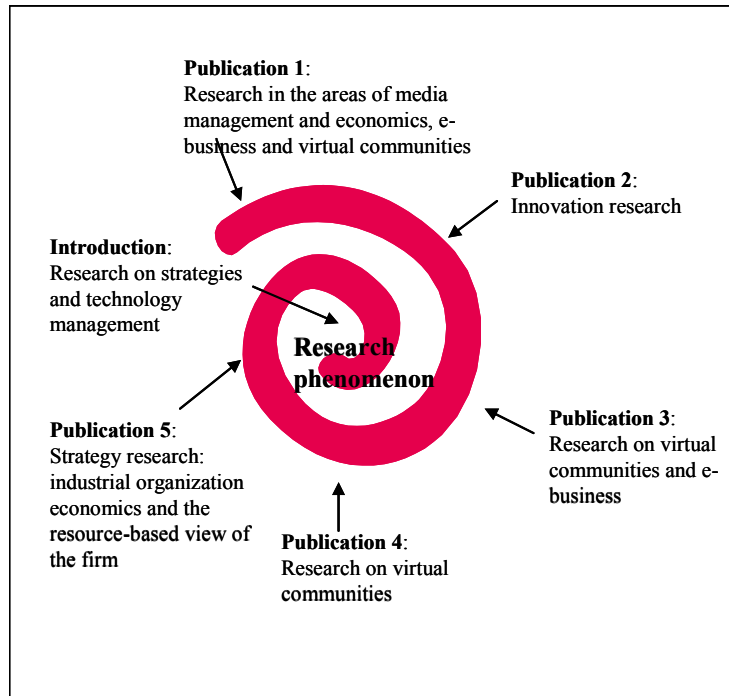 Publication 1:
Research in the areas of media
management and economics, e-
business and virtual communities
Publication 2:
Innovation research
Introduction:
Research on strategies
and technology
management
Research
phenomenon
Publication 3:
Research on virtual
communities and e-
business
Publication 5:
Strategy research:
industrial organization
economics and the
resource-based view of
the firm
Publication 4:
Research on virtual
communities